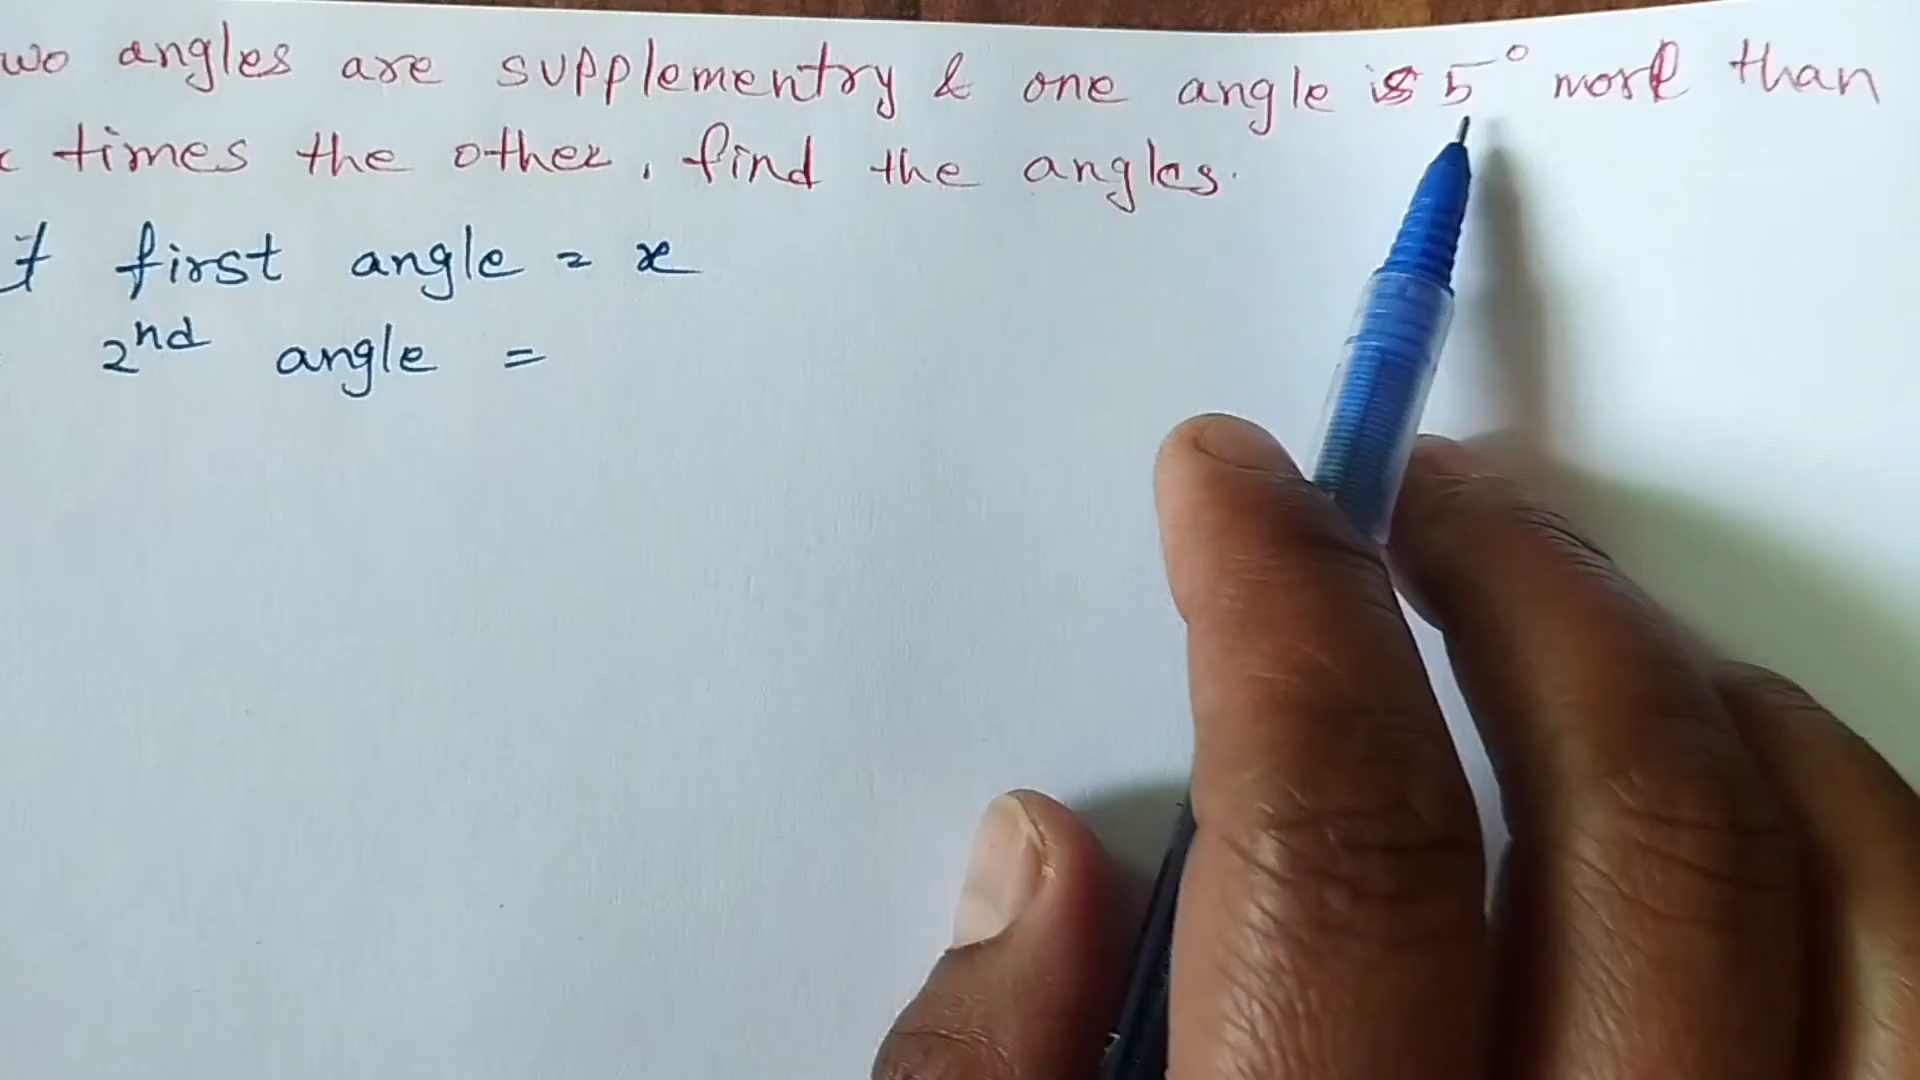 wo angles are supplementry & one angle is 5° more than
times the other, find the angles.
first angle = x
2nd angle =